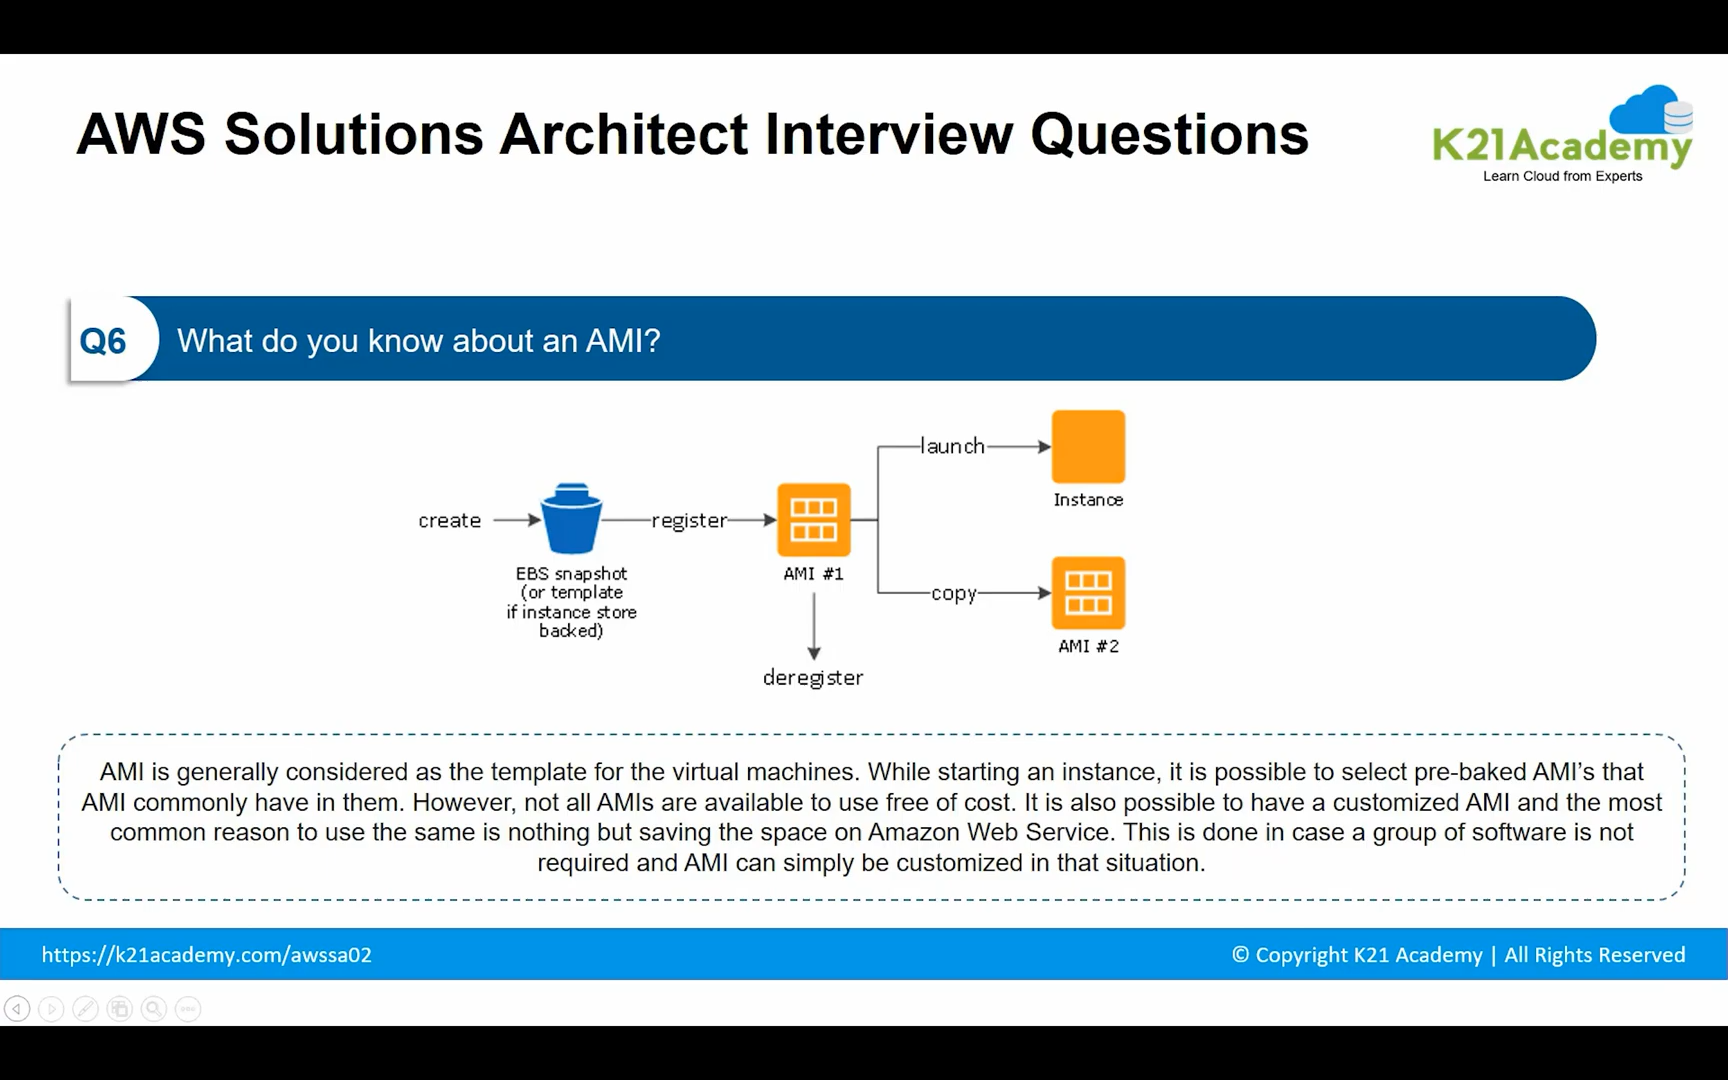 AWS Solutions Architect Interview Questions
K21Academy
Learn Cloud from Experts
Q6
What do you know about an AMI?
create
EBS snapshot
(or template
if instance store
backed)
register
AMI #1
deregister
launch
Instance
copy
AMI #2
AMI is generally considered as the template for the virtual machines. While starting an instance, it is possible to select pre-baked AMI’s that
AMI commonly have in them. However, not all AMIs are available to use free of cost. It is also possible to have a customized AMI and the most
common reason to use the same is nothing but saving the space on Amazon Web Service. This is done in case a group of software is not
required and AMI can simply be customized in that situation.
https://k21academy.com/awssa02
© Copyright K21 Academy | All Rights Reserved